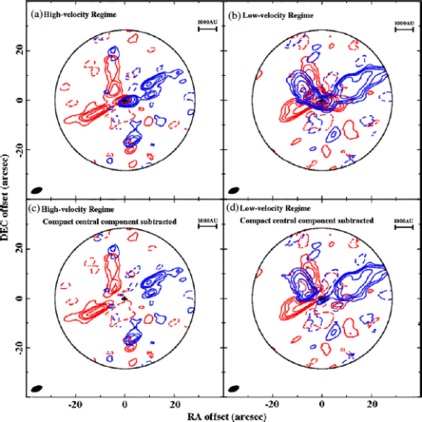 (a) High-velocity Regime
1000AU
(b) Low-velocity Regime
1000AU
20
0
-20
(c) High-velocity Regime
1000AU
Compact central component subtracted
(d) Low-velocity Regime
1000AU
Compact central component subtracted
20
0
-20
DEC offset (arcsec)
-20
0
20
-20
0
20
RA offset (arcsec)